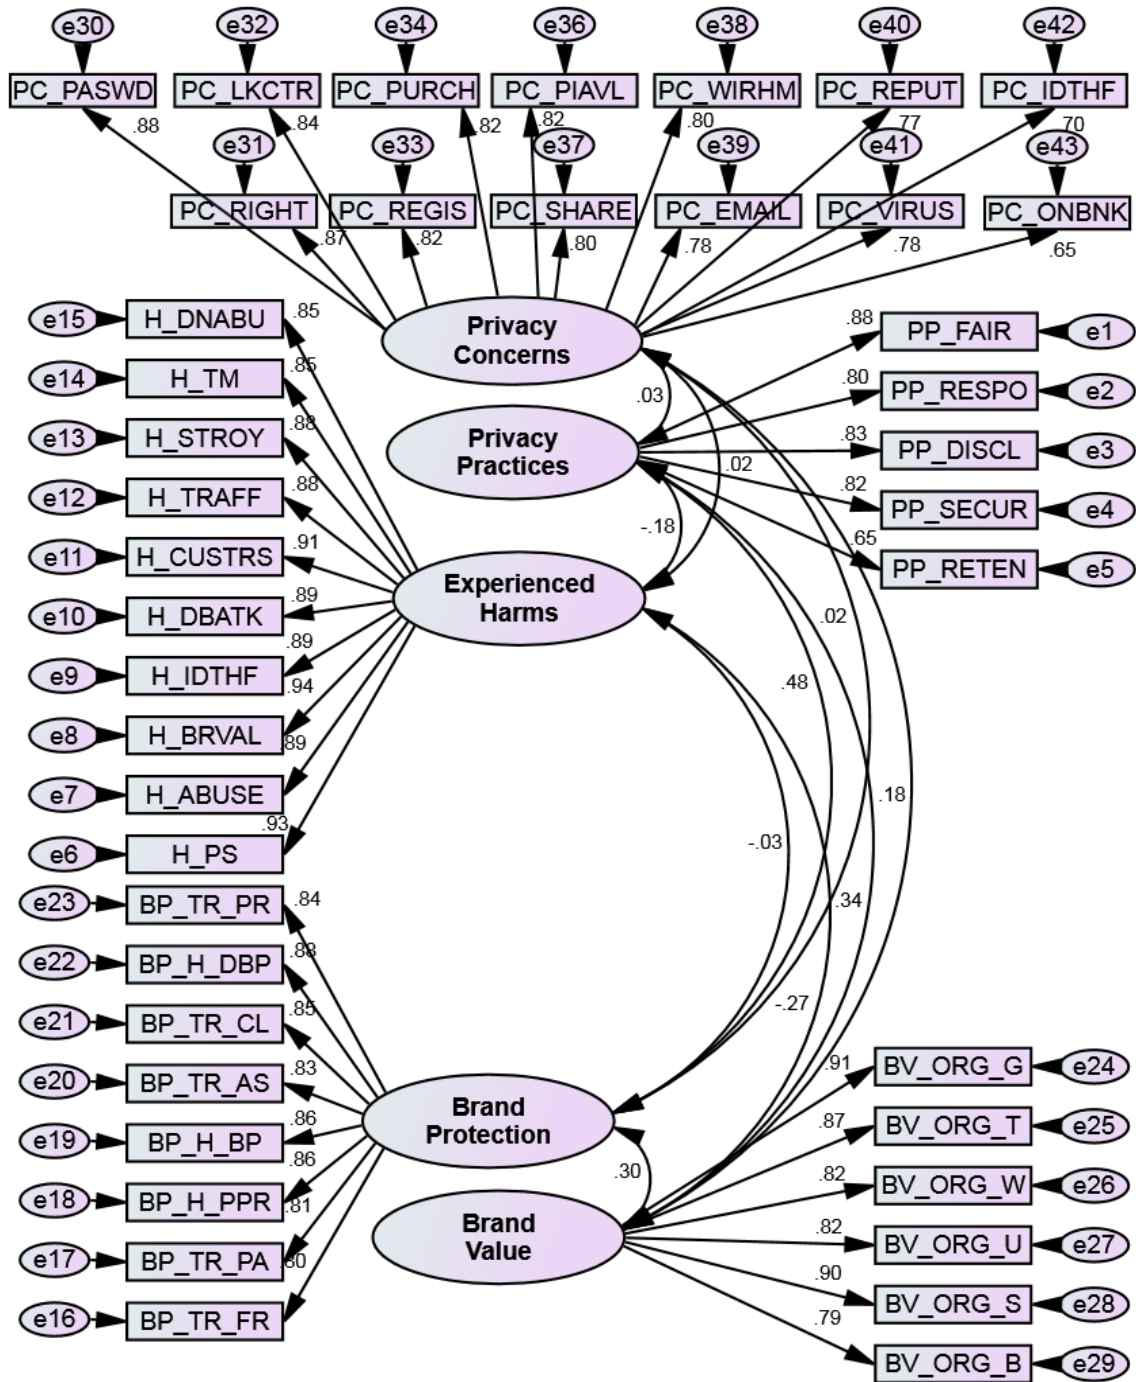 e30 e32 e34 e36 e38 e40 e42
PC_PASWD PC_LKCTR PC_PURCH PC_PIAVL PC_WIRHM PC_REPUT PC_IDTHF
.88 .84 .82 .82 .80 .77 .70
e31 e33 e37 e39 e41 e43
PC_RIGHT PC_REGIS PC_SHARE PC_EMAIL PC_VIRUS PC_ONBNK
.87 .82 .80 .78 .78 .65
e15 H_DNABU .85
e14 H_TM .85
e13 H_STROY .88
e12 H_TRAFF .88
e11 H_CUSTRS .91
e10 H_DBATK .89
e9 H_IDTHF .89
e8 H_BRVAL .94
e7 H_ABUSE .89
e6 H_PS .93
Privacy
Concerns
Privacy
Practices
Experienced
Harms
.88 PP_FAIR e1
.80 PP_RESPO e2
.83 PP_DISCL e3
.82 PP_SECUR e4
.65 PP_RETEN e5
.03
.02
-.18
.02
.48
.18
-.03
.34
-.27
e23 BP_TR_PR .84
e22 BP_H_DBP .88
e21 BP_TR_CL .85
e20 BP_TR_AS .83
e19 BP_H_BP .86
e18 BP_H_PPR .86
e17 BP_TR_PA .81
e16 BP_TR_FR .80
Brand
Protection
.30
Brand
Value
.91 BV_ORG_G e24
.87 BV_ORG_T e25
.82 BV_ORG_W e26
.82 BV_ORG_U e27
.90 BV_ORG_S e28
.79 BV_ORG_B e29